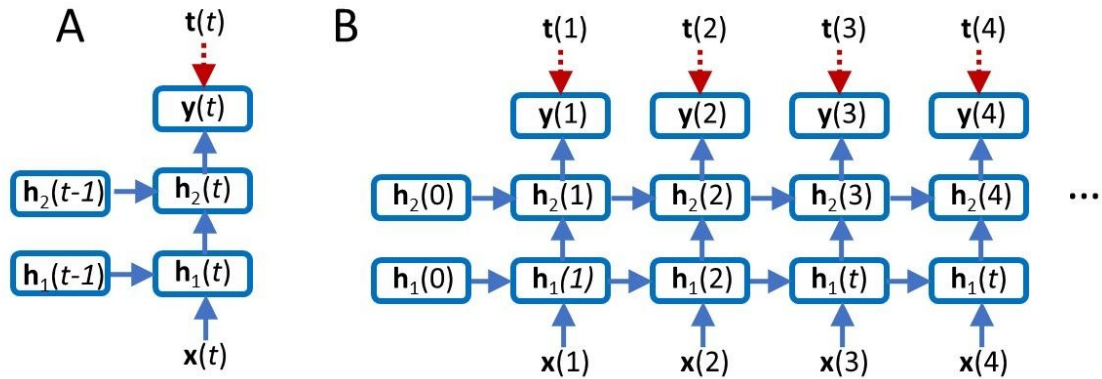 A
t(t)
y(t)
h₂(t-1)
h₂(t)
h₁(t-1)
h₁(t)
x(t)
B
t(1) t(2) t(3) t(4)
y(1) y(2) y(3) y(4)
h₂(0) h₂(1) h₂(2) h₂(3) h₂(4) ...
h₁(0) h₁(1) h₁(2) h₁(t) h₁(t)
x(1) x(2) x(3) x(4)